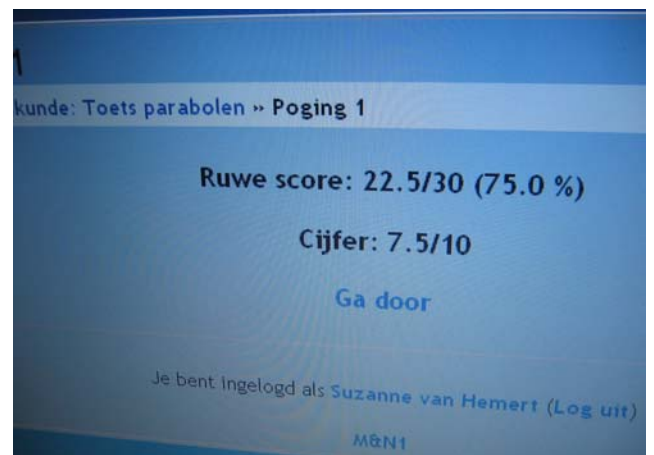 1
kunde: Toets parabolen » Poging 1
Ruwe score: 22.5/30 (75.0 %)
Cijfer: 7.5/10
Ga door
Je bent ingelogd als Suzanne van Hemert (Log uit)
M&N1